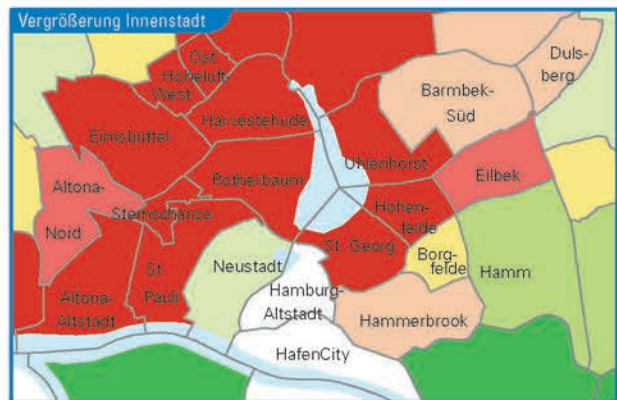 Vergrößerung Innenstadt
Ost
Hoheluft-
West
Duls-
berg
Barmbek-
Süd
Eimsbüttel
Harvestehude
Uhlenhorst
Eilbek
Altona-
Nord
Rotherbaum
Sternschanze
Hohen-
felde
St. Georg
Borg-
felde
Hamm
Neustadt
St.
Pauli
Altona-
Altstadt
Hamburg-
Altstadt
Hammerbrook
HafenCity